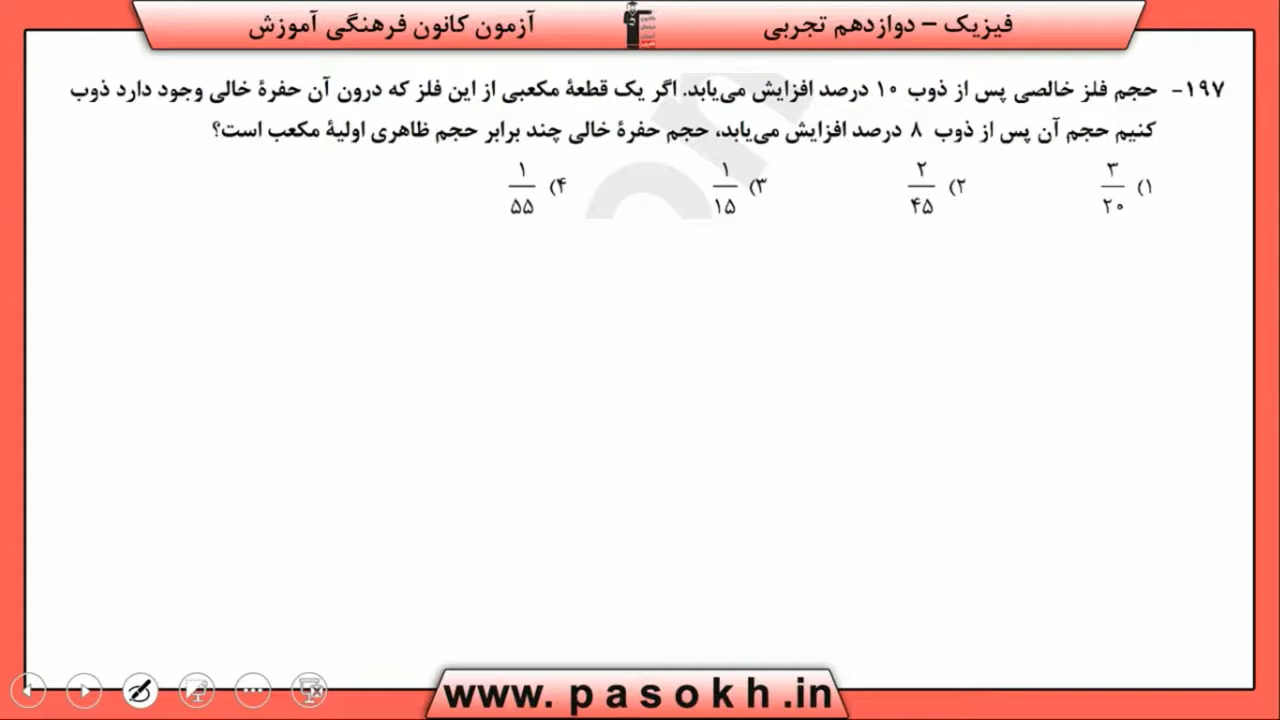 فیزیک – دوازدهم تجربی
آزمون کانون فرهنگی آموزش
۱۹۷- حجم فلز خالصی پس از ذوب ۱۰ درصد افزایش می‌یابد. اگر یک قطعهٔ مکعبی از این فلز که درون آن حفرهٔ خالی وجود دارد ذوب
کنیم حجم آن پس از ذوب ۸ درصد افزایش می‌یابد، حجم حفرهٔ خالی چند برابر حجم ظاهری اولیهٔ مکعب است؟
۱) ۳/۲۰ ۲) ۲/۴۵ ۳) ۱/۱۵ ۴) ۱/۵۵
www. p a s o k h .in